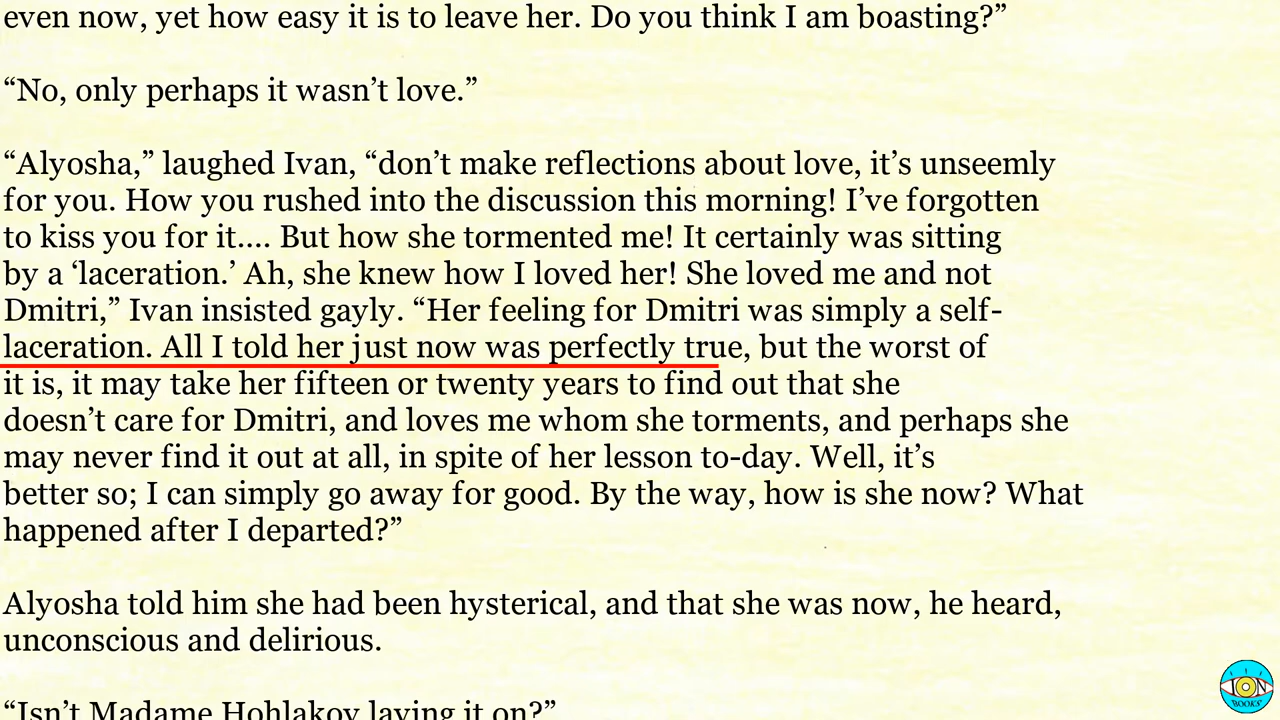 even now, yet how easy it is to leave her. Do you think I am boasting?”
“No, only perhaps it wasn’t love.”
“Alyosha,” laughed Ivan, “don’t make reflections about love, it’s unseemly
for you. How you rushed into the discussion this morning! I’ve forgotten
to kiss you for it.... But how she tormented me! It certainly was sitting
by a ‘laceration.’ Ah, she knew how I loved her! She loved me and not
Dmitri,” Ivan insisted gayly. “Her feeling for Dmitri was simply a self-
laceration. All I told her just now was perfectly true, but the worst of
it is, it may take her fifteen or twenty years to find out that she
doesn’t care for Dmitri, and loves me whom she torments, and perhaps she
may never find it out at all, in spite of her lesson to-day. Well, it’s
better so; I can simply go away for good. By the way, how is she now? What
happened after I departed?”
Alyosha told him she had been hysterical, and that she was now, he heard,
unconscious and delirious.
“Isn’t Madame Hohlakov laying it on?”
ION
BOOKS